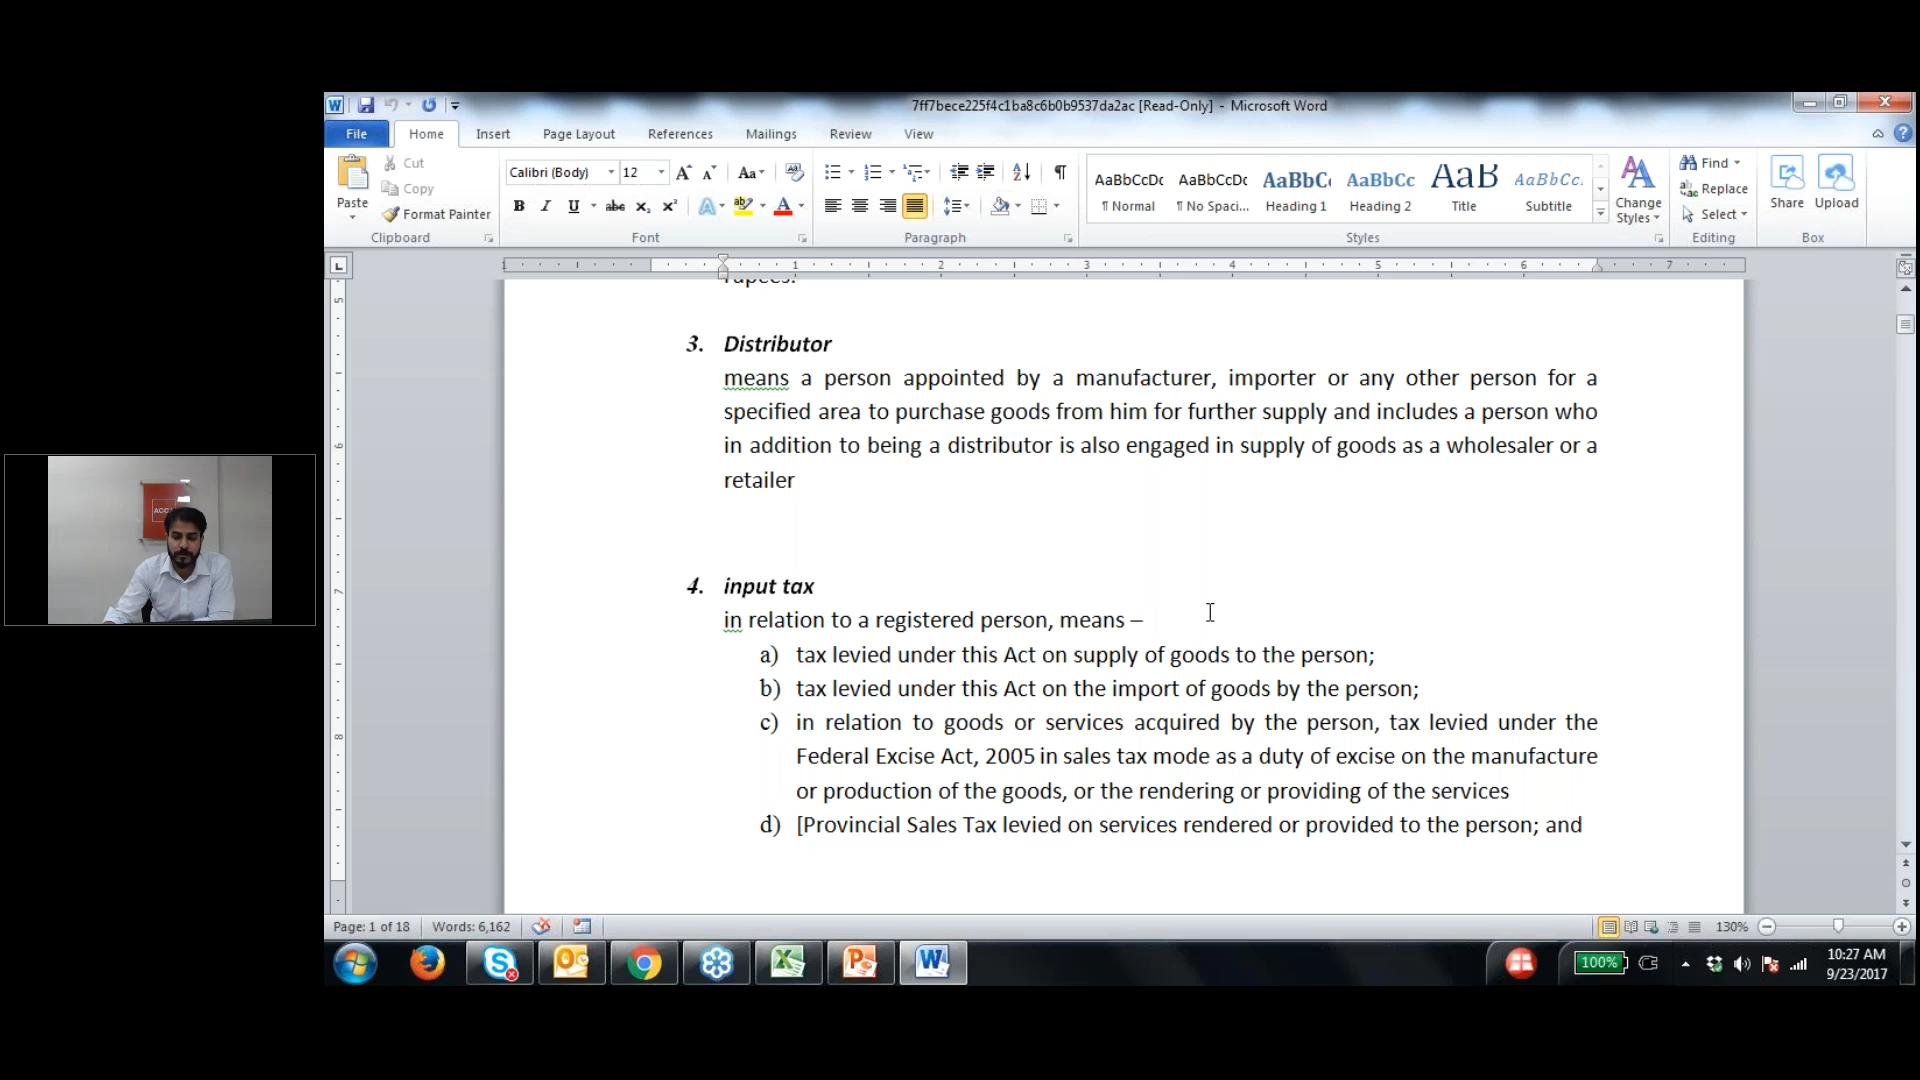 7ff7bece225f4c1ba8c6b0b9537da2ac [Read-Only] - Microsoft Word
File Home Insert Page Layout References Mailings Review View
Paste
Cut
Copy
Format Painter
Clipboard
Calibri (Body) 12
Font
Paragraph
AaBbCcDc AaBbCcDc AaBbC AaBbCc AaB AaBbCc.
¶ Normal ¶ No Spaci... Heading 1 Heading 2 Title Subtitle
Styles
Change Styles
Find
Replace
Select
Editing
Share Upload
Box
1 1 2 3 4 5 6 7
rupees.
3. Distributor
means a person appointed by a manufacturer, importer or any other person for a
specified area to purchase goods from him for further supply and includes a person who
in addition to being a distributor is also engaged in supply of goods as a wholesaler or a
retailer
4. input tax
in relation to a registered person, means –
a) tax levied under this Act on supply of goods to the person;
b) tax levied under this Act on the import of goods by the person;
c) in relation to goods or services acquired by the person, tax levied under the
Federal Excise Act, 2005 in sales tax mode as a duty of excise on the manufacture
or production of the goods, or the rendering or providing of the services
d) [Provincial Sales Tax levied on services rendered or provided to the person; and
ACC
Page: 1 of 18 Words: 6,162 130%
100% 10:27 AM
9/23/2017